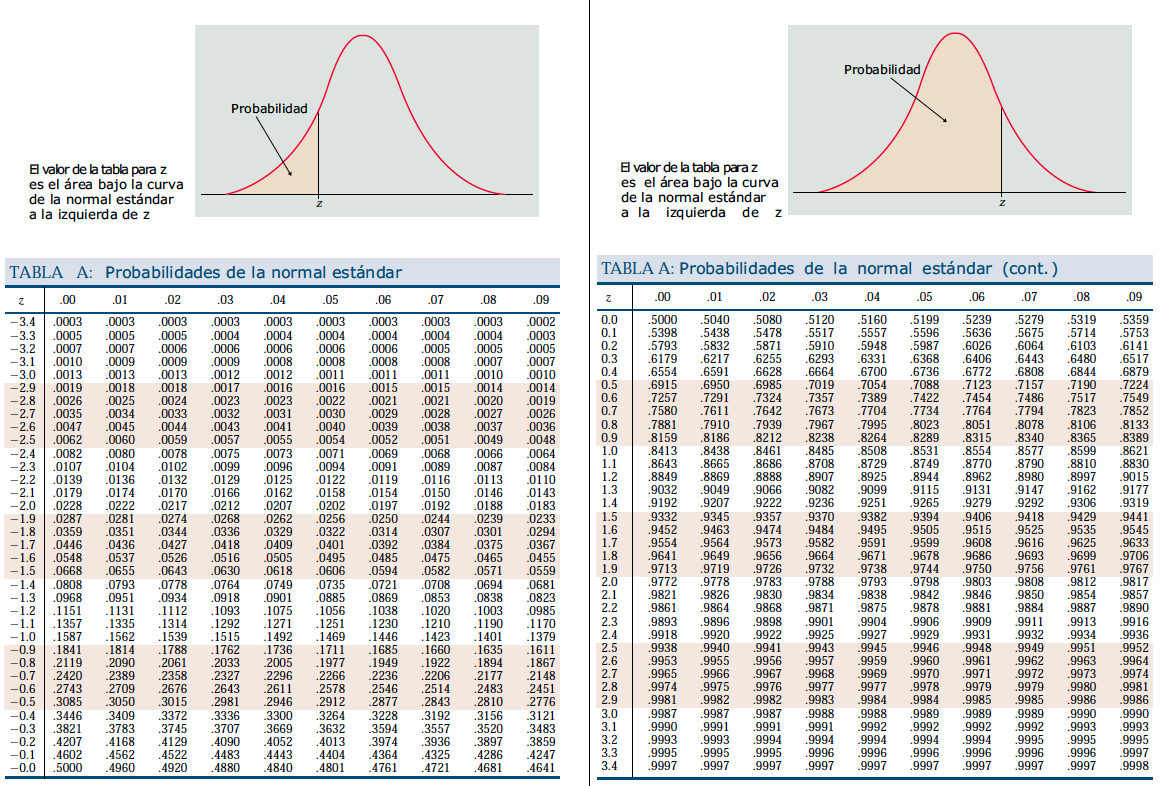 Probabilidad
El valor de la tabla para z
es el área bajo la curva
de la normal estándar
a la izquierda de z
z
TABLA A: Probabilidades de la normal estándar
z .00 .01 .02 .03 .04 .05 .06 .07 .08 .09
−3.4 .0003 .0003 .0003 .0003 .0003 .0003 .0003 .0003 .0003 .0002
−3.3 .0005 .0005 .0005 .0004 .0004 .0004 .0004 .0004 .0004 .0003
−3.2 .0007 .0007 .0006 .0006 .0006 .0006 .0006 .0005 .0005 .0005
−3.1 .0010 .0009 .0009 .0009 .0008 .0008 .0008 .0008 .0007 .0007
−3.0 .0013 .0013 .0013 .0012 .0012 .0011 .0011 .0011 .0010 .0010
−2.9 .0019 .0018 .0018 .0017 .0016 .0016 .0015 .0015 .0014 .0014
−2.8 .0026 .0025 .0024 .0023 .0023 .0022 .0021 .0021 .0020 .0019
−2.7 .0035 .0034 .0033 .0032 .0031 .0030 .0029 .0028 .0027 .0026
−2.6 .0047 .0045 .0044 .0043 .0041 .0040 .0039 .0038 .0037 .0036
−2.5 .0062 .0060 .0059 .0057 .0055 .0054 .0052 .0051 .0049 .0048
−2.4 .0082 .0080 .0078 .0075 .0073 .0071 .0069 .0068 .0066 .0064
−2.3 .0107 .0104 .0102 .0099 .0096 .0094 .0091 .0089 .0087 .0084
−2.2 .0139 .0136 .0132 .0129 .0125 .0122 .0119 .0116 .0113 .0110
−2.1 .0179 .0174 .0170 .0166 .0162 .0158 .0154 .0150 .0146 .0143
−2.0 .0228 .0222 .0217 .0212 .0207 .0202 .0197 .0192 .0188 .0183
−1.9 .0287 .0281 .0274 .0268 .0262 .0256 .0250 .0244 .0239 .0233
−1.8 .0359 .0351 .0344 .0336 .0329 .0322 .0314 .0307 .0301 .0294
−1.7 .0446 .0436 .0427 .0418 .0409 .0401 .0392 .0384 .0375 .0367
−1.6 .0548 .0537 .0526 .0516 .0505 .0495 .0485 .0475 .0465 .0455
−1.5 .0668 .0655 .0643 .0630 .0618 .0606 .0594 .0582 .0571 .0559
−1.4 .0808 .0793 .0778 .0764 .0749 .0735 .0721 .0708 .0694 .0681
−1.3 .0968 .0951 .0934 .0918 .0901 .0885 .0869 .0853 .0838 .0823
−1.2 .1151 .1131 .1112 .1093 .1075 .1056 .1038 .1020 .1003 .0985
−1.1 .1357 .1335 .1314 .1292 .1271 .1251 .1230 .1210 .1190 .1170
−1.0 .1587 .1562 .1539 .1515 .1492 .1469 .1446 .1423 .1401 .1379
−0.9 .1841 .1814 .1788 .1762 .1736 .1711 .1685 .1660 .1635 .1611
−0.8 .2119 .2090 .2061 .2033 .2005 .1977 .1949 .1922 .1894 .1867
−0.7 .2420 .2389 .2358 .2327 .2296 .2266 .2236 .2206 .2177 .2148
−0.6 .2743 .2709 .2676 .2643 .2611 .2578 .2546 .2514 .2483 .2451
−0.5 .3085 .3050 .3015 .2981 .2946 .2912 .2877 .2843 .2810 .2776
−0.4 .3446 .3409 .3372 .3336 .3300 .3264 .3228 .3192 .3156 .3121
−0.3 .3821 .3783 .3745 .3707 .3669 .3632 .3594 .3557 .3520 .3483
−0.2 .4207 .4168 .4129 .4090 .4052 .4013 .3974 .3936 .3897 .3859
−0.1 .4602 .4562 .4522 .4483 .4443 .4404 .4364 .4325 .4286 .4247
−0.0 .5000 .4960 .4920 .4880 .4840 .4801 .4761 .4721 .4681 .4641
Probabilidad
El valor de la tabla para z
es el área bajo la curva
de la normal estándar
a la izquierda de z
z
TABLA A: Probabilidades de la normal estándar (cont.)
z .00 .01 .02 .03 .04 .05 .06 .07 .08 .09
0.0 .5000 .5040 .5080 .5120 .5160 .5199 .5239 .5279 .5319 .5359
0.1 .5398 .5438 .5478 .5517 .5557 .5596 .5636 .5675 .5714 .5753
0.2 .5793 .5832 .5871 .5910 .5948 .5987 .6026 .6064 .6103 .6141
0.3 .6179 .6217 .6255 .6293 .6331 .6368 .6406 .6443 .6480 .6517
0.4 .6554 .6591 .6628 .6664 .6700 .6736 .6772 .6808 .6844 .6879
0.5 .6915 .6950 .6985 .7019 .7054 .7088 .7123 .7157 .7190 .7224
0.6 .7257 .7291 .7324 .7357 .7389 .7422 .7454 .7486 .7517 .7549
0.7 .7580 .7611 .7642 .7673 .7704 .7734 .7764 .7794 .7823 .7852
0.8 .7881 .7910 .7939 .7967 .7995 .8023 .8051 .8078 .8106 .8133
0.9 .8159 .8186 .8212 .8238 .8264 .8289 .8315 .8340 .8365 .8389
1.0 .8413 .8438 .8461 .8485 .8508 .8531 .8554 .8577 .8599 .8621
1.1 .8643 .8665 .8686 .8708 .8729 .8749 .8770 .8790 .8810 .8830
1.2 .8849 .8869 .8888 .8907 .8925 .8944 .8962 .8980 .8997 .9015
1.3 .9032 .9049 .9066 .9082 .9099 .9115 .9131 .9147 .9162 .9177
1.4 .9192 .9207 .9222 .9236 .9251 .9265 .9279 .9292 .9306 .9319
1.5 .9332 .9345 .9357 .9370 .9382 .9394 .9406 .9418 .9429 .9441
1.6 .9452 .9463 .9474 .9484 .9495 .9505 .9515 .9525 .9535 .9545
1.7 .9554 .9564 .9573 .9582 .9591 .9599 .9608 .9616 .9625 .9633
1.8 .9641 .9649 .9656 .9664 .9671 .9678 .9686 .9693 .9699 .9706
1.9 .9713 .9719 .9726 .9732 .9738 .9744 .9750 .9756 .9761 .9767
2.0 .9772 .9778 .9783 .9788 .9793 .9798 .9803 .9808 .9812 .9817
2.1 .9821 .9826 .9830 .9834 .9838 .9842 .9846 .9850 .9854 .9857
2.2 .9861 .9864 .9868 .9871 .9875 .9878 .9881 .9884 .9887 .9890
2.3 .9893 .9896 .9898 .9901 .9904 .9906 .9909 .9911 .9913 .9916
2.4 .9918 .9920 .9922 .9925 .9927 .9929 .9931 .9932 .9934 .9936
2.5 .9938 .9940 .9941 .9943 .9945 .9946 .9948 .9949 .9951 .9952
2.6 .9953 .9955 .9956 .9957 .9959 .9960 .9961 .9962 .9963 .9964
2.7 .9965 .9966 .9967 .9968 .9969 .9970 .9971 .9972 .9973 .9974
2.8 .9974 .9975 .9976 .9977 .9977 .9978 .9979 .9979 .9980 .9981
2.9 .9981 .9982 .9982 .9983 .9984 .9984 .9985 .9985 .9986 .9986
3.0 .9987 .9987 .9987 .9988 .9988 .9989 .9989 .9989 .9990 .9990
3.1 .9990 .9991 .9991 .9991 .9992 .9992 .9992 .9992 .9993 .9993
3.2 .9993 .9993 .9994 .9994 .9994 .9994 .9994 .9995 .9995 .9995
3.3 .9995 .9995 .9995 .9996 .9996 .9996 .9996 .9996 .9996 .9997
3.4 .9997 .9997 .9997 .9997 .9997 .9997 .9997 .9997 .9997 .9998